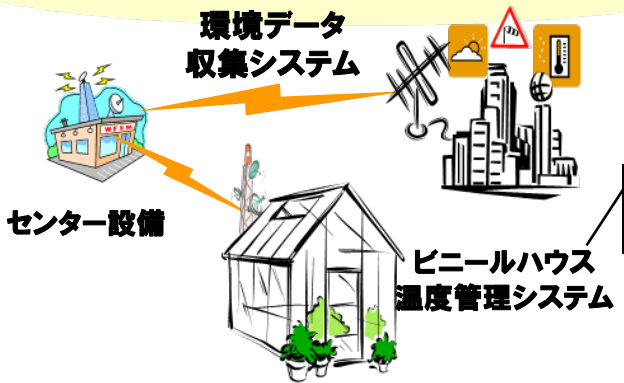 環境データ
収集システム
WFKM
センター設備
ビニールハウス
温度管理システム